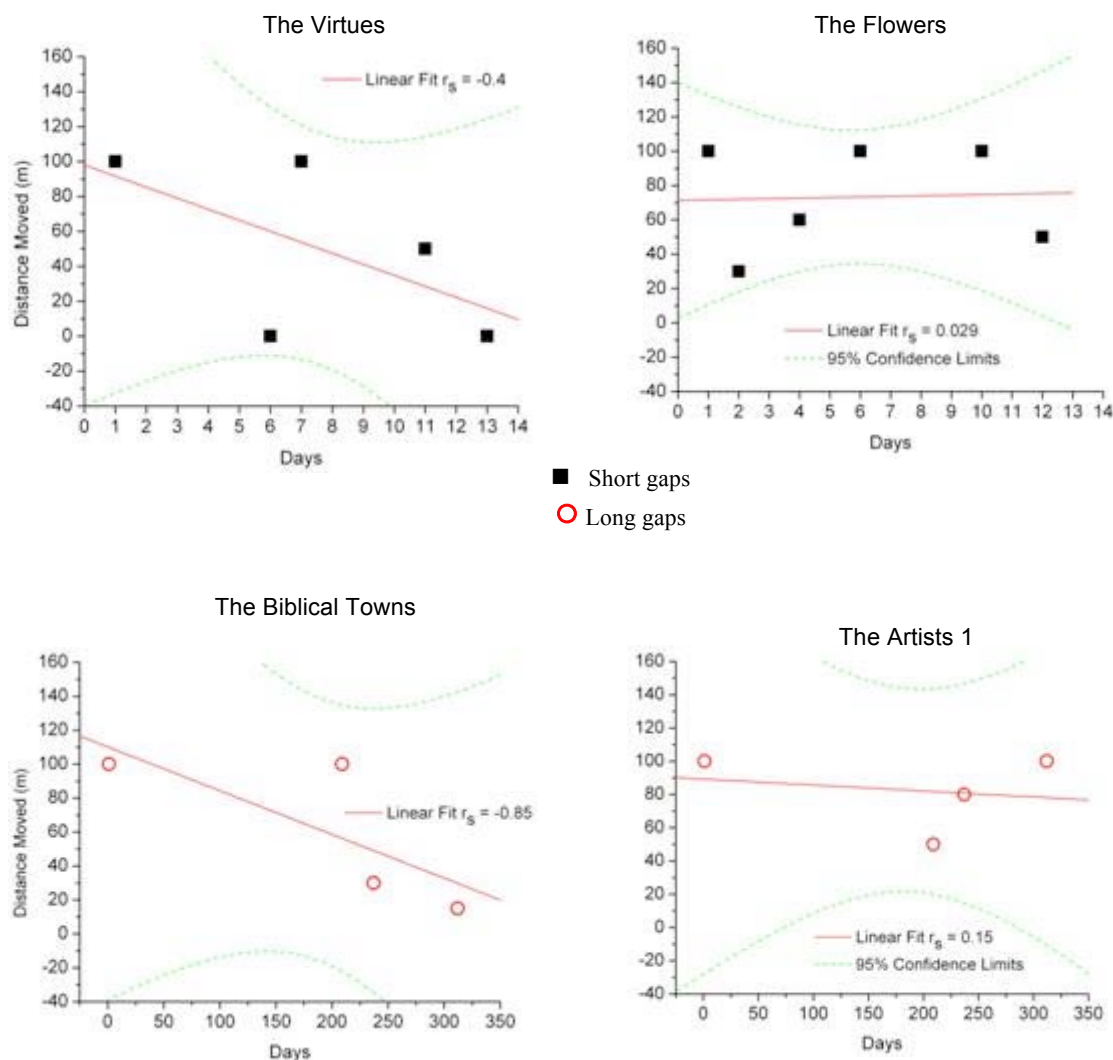 The Virtues
160
140
120
100
80
60
40
20
0
-20
-40
Distance Moved (m)
Linear Fit rs = -0.4
0 1 2 3 4 5 6 7 8 9 10 11 12 13 14
Days
The Flowers
160
140
120
100
80
60
40
20
0
-20
-40
Linear Fit rs = 0.029
95% Confidence Limits
0 1 2 3 4 5 6 7 8 9 10 11 12 13 14
Days
Short gaps
Long gaps
The Biblical Towns
160
140
120
100
80
60
40
20
0
-20
-40
Distance Moved (m)
Linear Fit rs = -0.85
0 50 100 150 200 250 300 350
Days
The Artists 1
160
140
120
100
80
60
40
20
0
-20
-40
Linear Fit rs = 0.15
95% Confidence Limits
0 50 100 150 200 250 300 350
Days